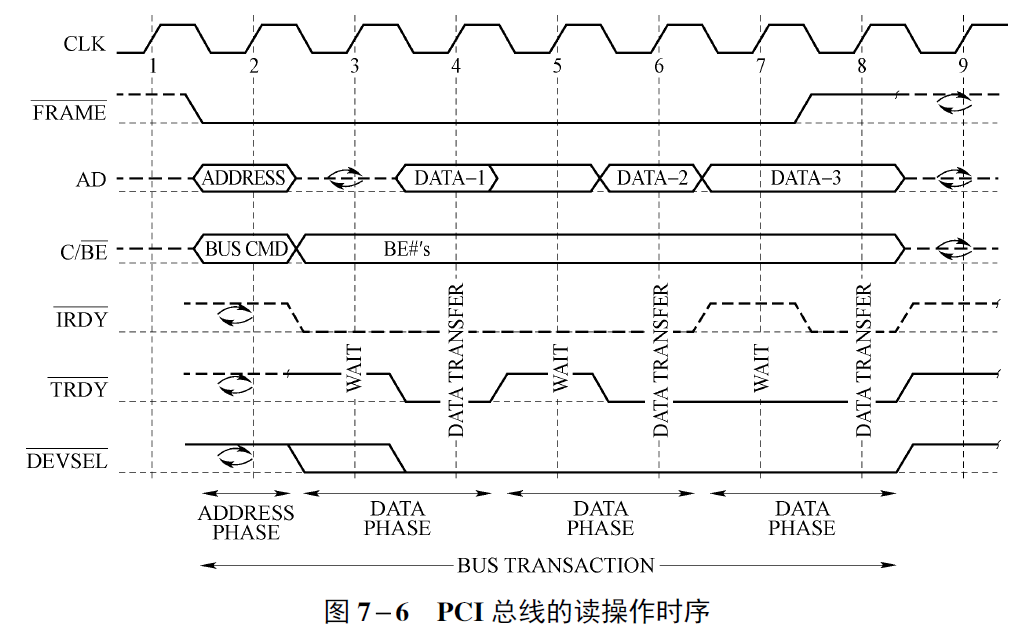 CLK
1 2 3 4 5 6 7 8 9
FRAME
AD ADDRESS DATA-1 DATA-2 DATA-3
C/BE BUS CMD BE#'s
IRDY
TRDY
WAIT
DATA TRANSFER
WAIT
DATA TRANSFER
WAIT
DATA TRANSFER
DEVSEL
ADDRESS
PHASE
DATA
PHASE
DATA
PHASE
DATA
PHASE
BUS TRANSACTION
图 7-6 PCI 总线的读操作时序